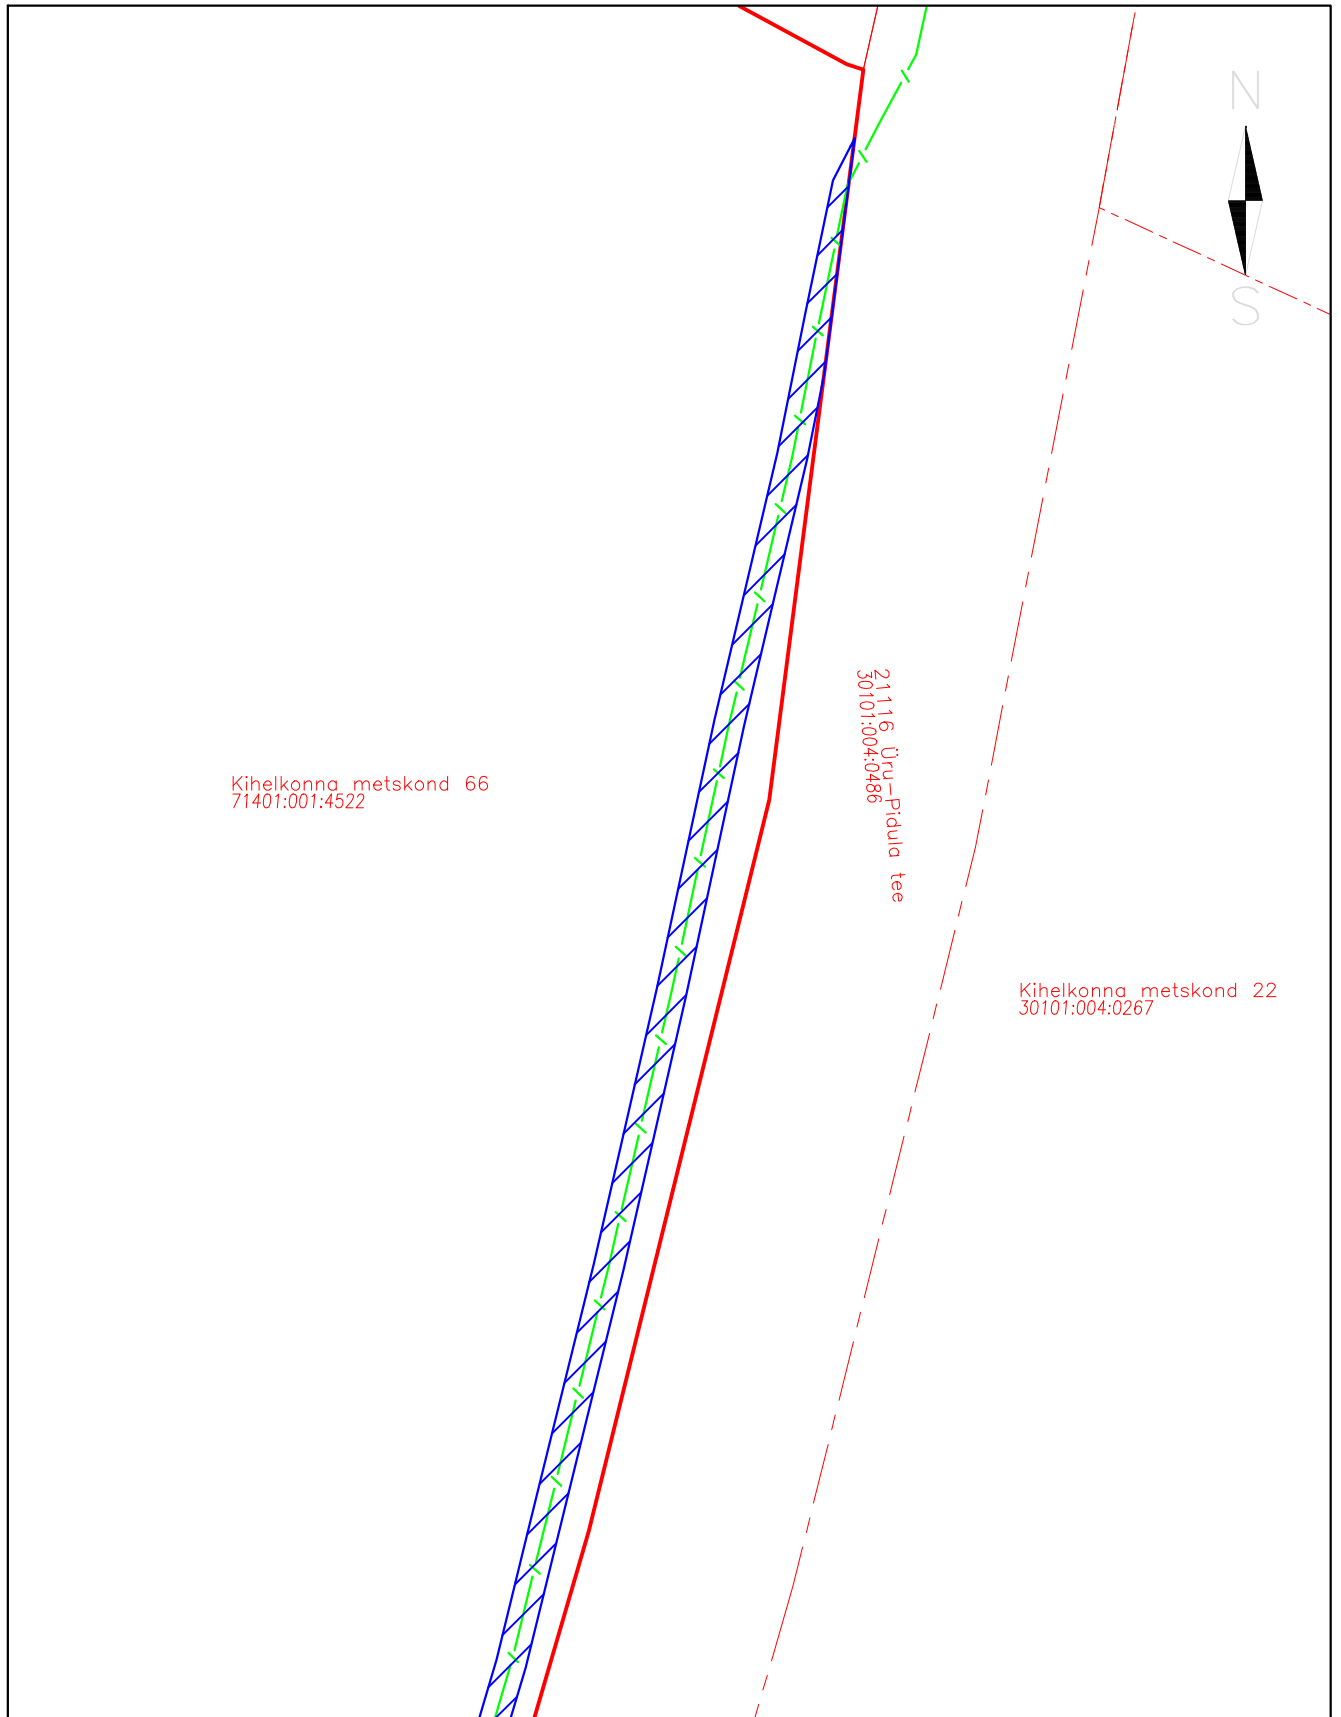 N
S
21116 Üru-Pidula tee
30101:004:0486
Kihelkonna metskond 66
71401:001:4522
Kihelkonna metskond 22
30101:004:0267